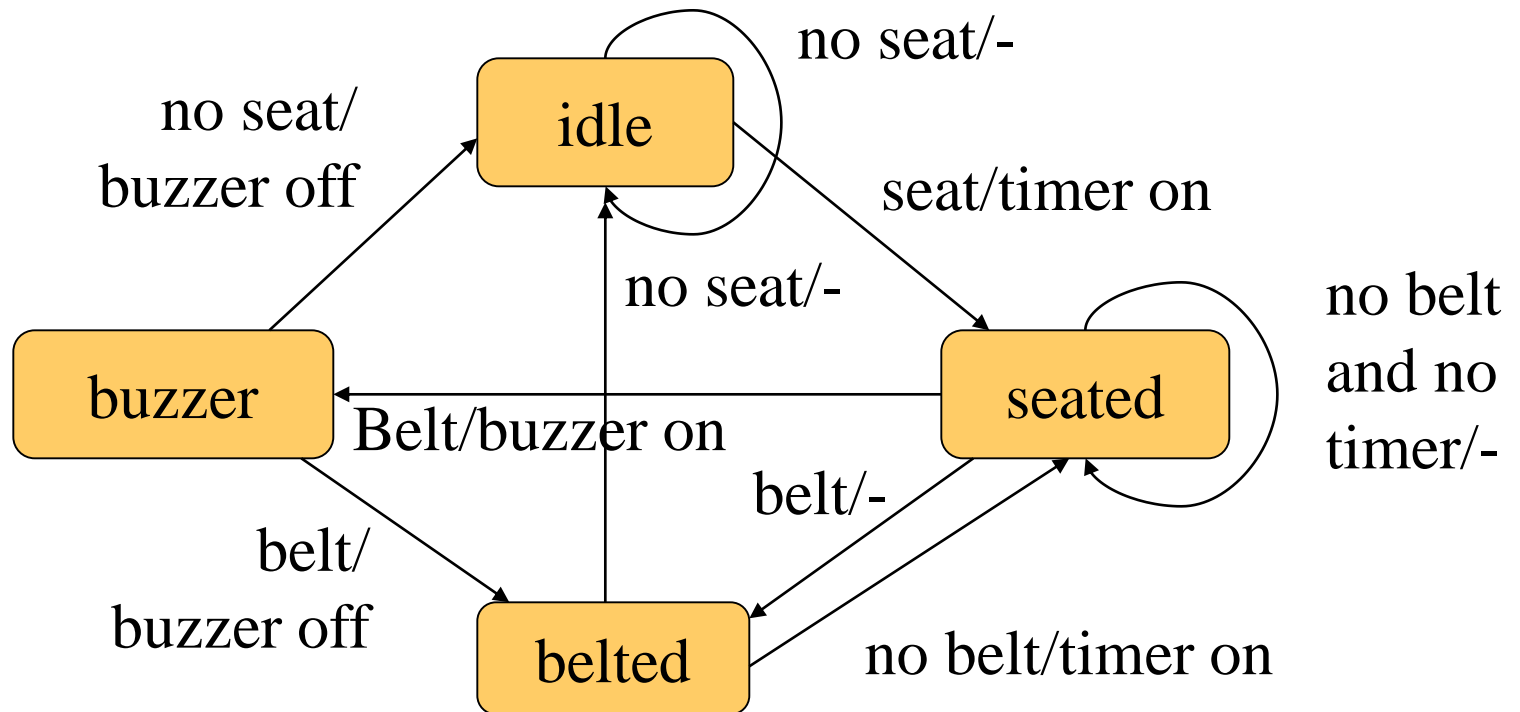 no seat/-
no seat/
buzzer off
idle
seat/timer on
no seat/-
no belt
and no
timer/-
buzzer
seated
Belt/buzzer on
belt/-
belt/
buzzer off
belted
no belt/timer on